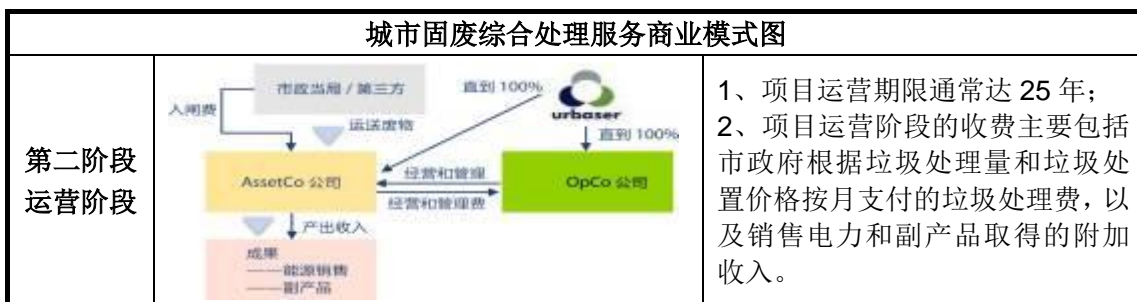 城市固废综合处理服务商业模式图
第二阶段
运营阶段
市政当局 / 第三方
直到 100%
入闸费
urbaser
运送废物
直到 100%
AssetCo 公司
经营和管理
OpCo 公司
经营和管理费
产出收入
成果
——能源销售
——副产品
1、项目运营期限通常达 25 年；
2、项目运营阶段的收费主要包括
市政府根据垃圾处理量和垃圾处
置价格按月支付的垃圾处理费，以
及销售电力和副产品取得的附加
收入。